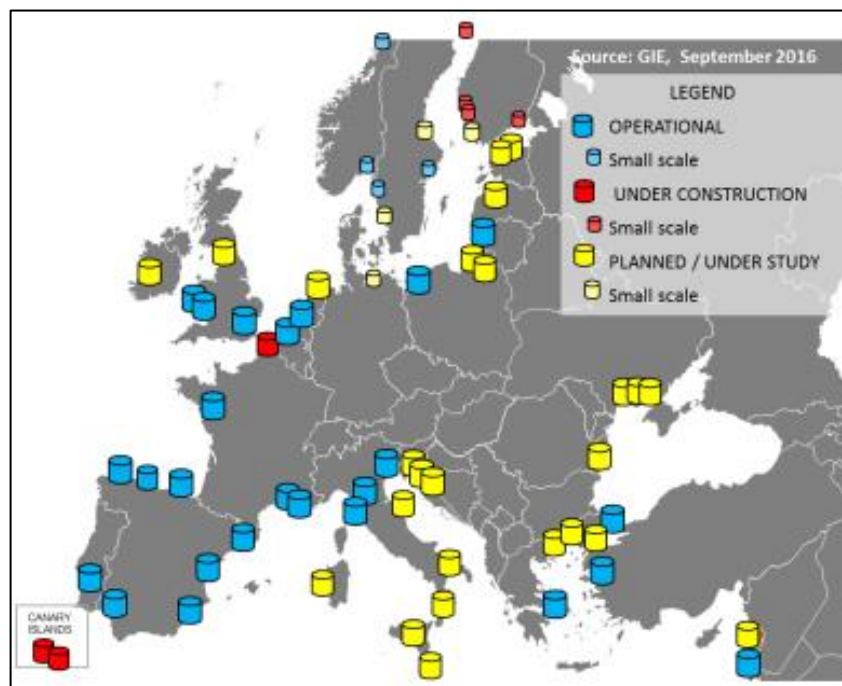 Source: GIE, September 2016
LEGEND
OPERATIONAL
Small scale
UNDER CONSTRUCTION
Small scale
PLANNED / UNDER STUDY
Small scale
CANARY
ISLANDS